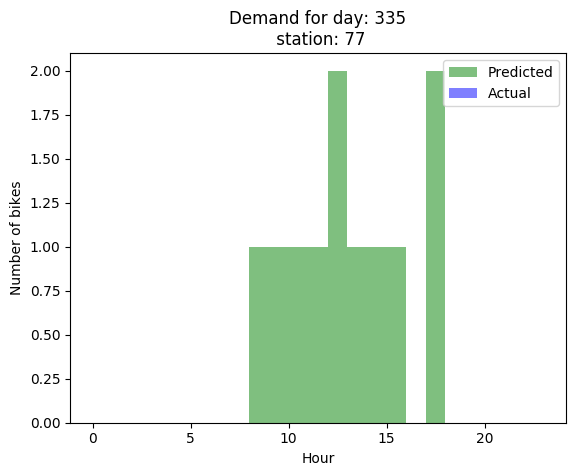 Demand for day: 335
station: 77
Predicted
Actual
2.00
1.75
1.50
1.25
1.00
0.75
0.50
0.25
0.00
Number of bikes
0 5 10 15 20
Hour